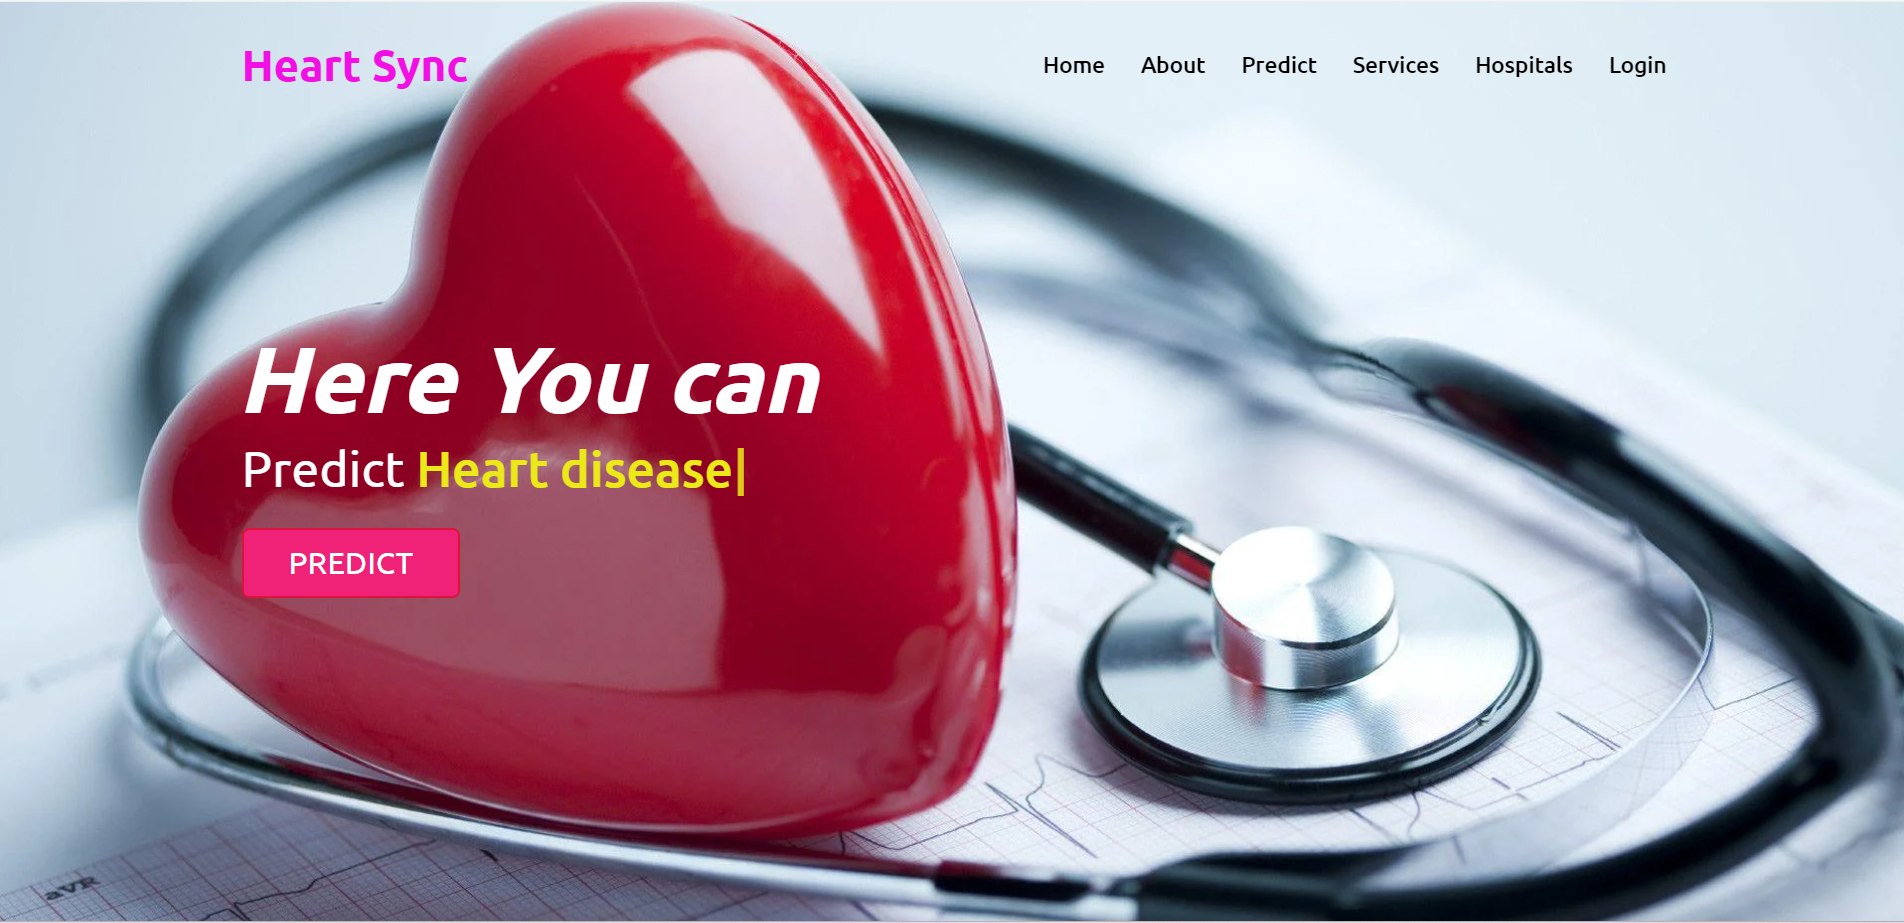 Heart Sync
Home About Predict Services Hospitals Login
Here You can
Predict Heart disease|
PREDICT
aVR